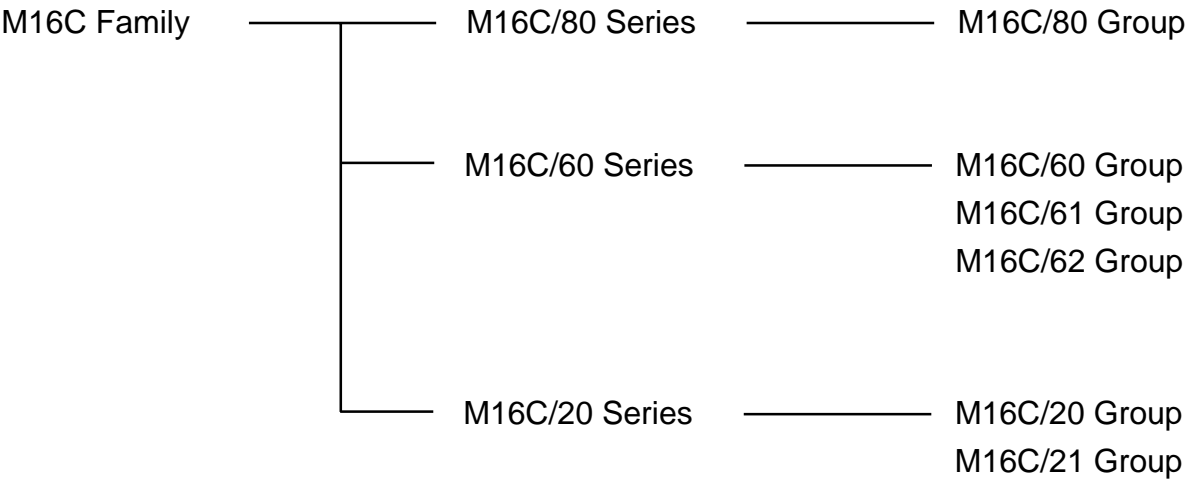 M16C Family M16C/80 Series M16C/80 Group
M16C/60 Series M16C/60 Group
M16C/61 Group
M16C/62 Group
M16C/20 Series M16C/20 Group
M16C/21 Group